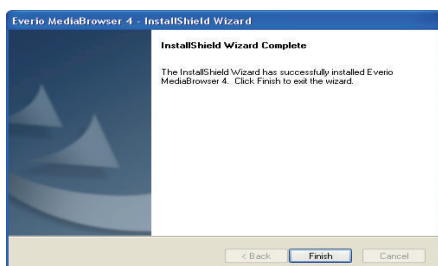 Everio MediaBrowser 4 - InstallShield Wizard
InstallShield Wizard Complete
The InstallShield Wizard has successfully installed Everio
MediaBrowser 4. Click Finish to exit the wizard.
< Back Finish Cancel